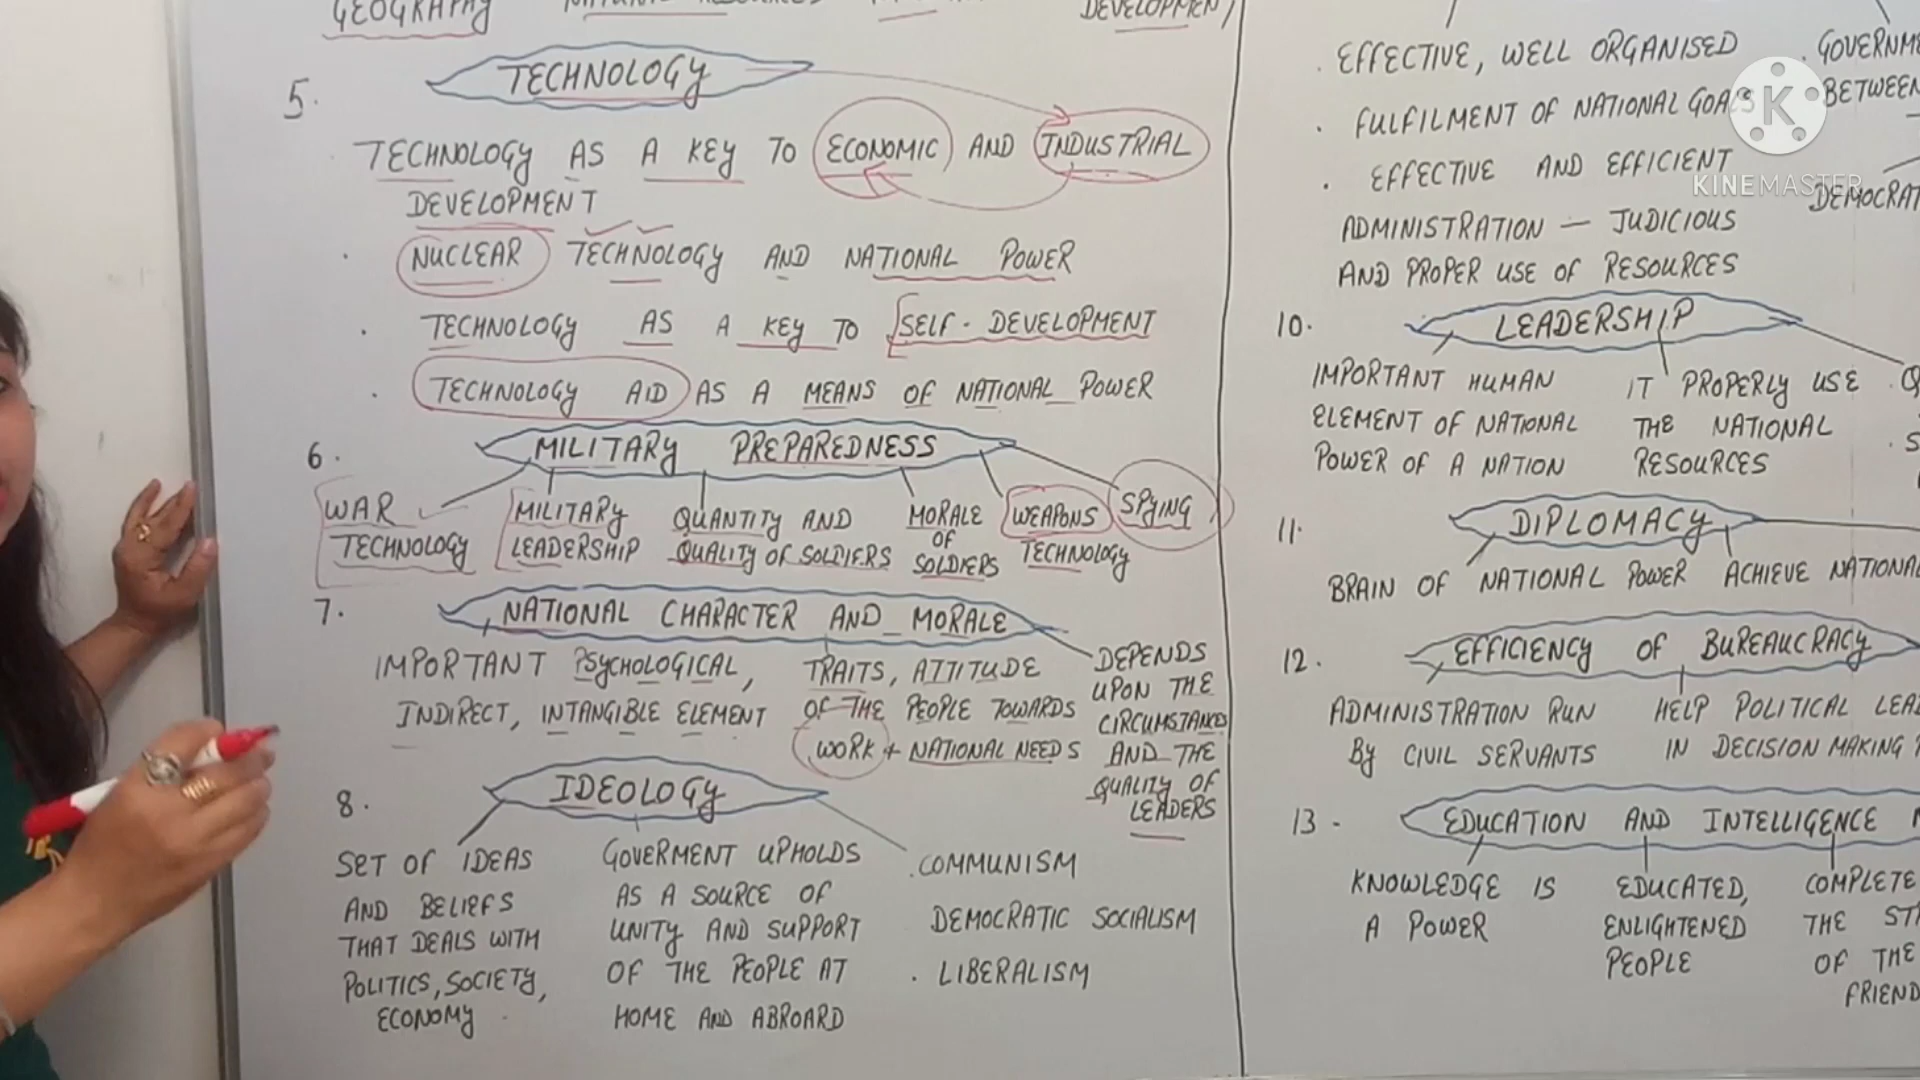 GEOGRAPHY
DEVELOPMENT
5.
TECHNOLOGY
TECHNOLOGY AS A KEY TO ECONOMIC AND INDUSTRIAL
DEVELOPMENT
. NUCLEAR TECHNOLOGY AND NATIONAL POWER
. TECHNOLOGY AS A KEY TO SELF-DEVELOPMENT
. TECHNOLOGY AID AS A MEANS OF NATIONAL POWER
6. MILITARY PREPAREDNESS
WAR
TECHNOLOGY
MILITARY
LEADERSHIP
QUANTITY AND
QUALITY OF SOLDIERS
MORALE
OF
SOLDIERS
WEAPONS
TECHNOLOGY
SPYING
7. NATIONAL CHARACTER AND MORALE
IMPORTANT PSYCHOLOGICAL,
INDIRECT, INTANGIBLE ELEMENT
TRAITS, ATTITUDE
OF THE PEOPLE TOWARDS
WORK + NATIONAL NEEDS
DEPENDS
UPON THE
CIRCUMSTANCES
AND THE
QUALITY OF
LEADERS
8. IDEOLOGY
SET OF IDEAS
AND BELIEFS
THAT DEALS WITH
POLITICS, SOCIETY,
ECONOMY
GOVERMENT UPHOLDS
AS A SOURCE OF
UNITY AND SUPPORT
OF THE PEOPLE AT
HOME AND ABROARD
. COMMUNISM
DEMOCRATIC SOCIALISM
. LIBERALISM
. EFFECTIVE, WELL ORGANISED
. FULFILMENT OF NATIONAL GOALS
. EFFECTIVE AND EFFICIENT
ADMINISTRATION — JUDICIOUS
AND PROPER USE OF RESOURCES
. GOVERNME
BETWEEN
DEMOCRAT
K
KINEMASTER
10. LEADERSHIP
IMPORTANT HUMAN
ELEMENT OF NATIONAL
POWER OF A NATION
IT PROPERLY USE
THE NATIONAL
RESOURCES
11. DIPLOMACY
BRAIN OF NATIONAL POWER
ACHIEVE NATIONAL
12. EFFICIENCY OF BUREAUCRACY
ADMINISTRATION RUN
By CIVIL SERVANTS
HELP POLITICAL LEA
IN DECISION MAKING
13. EDUCATION AND INTELLIGENCE
KNOWLEDGE IS
A POWER
EDUCATED,
ENLIGHTENED
PEOPLE
COMPLETE
THE ST
OF THE
FRIEND